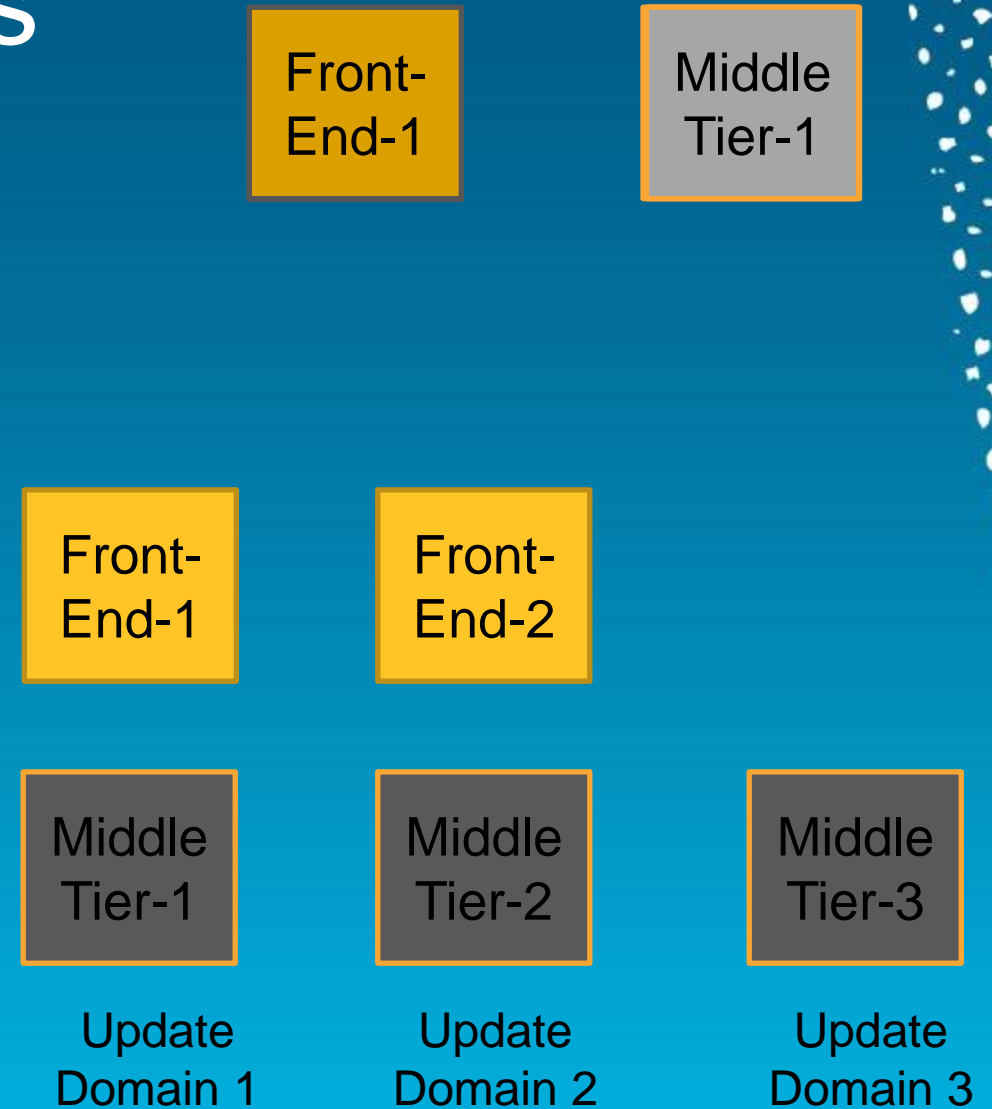 s
Front-
End-1
Middle
Tier-1
Front-
End-1
Front-
End-2
Middle
Tier-1
Middle
Tier-2
Middle
Tier-3
Update
Domain 1
Update
Domain 2
Update
Domain 3